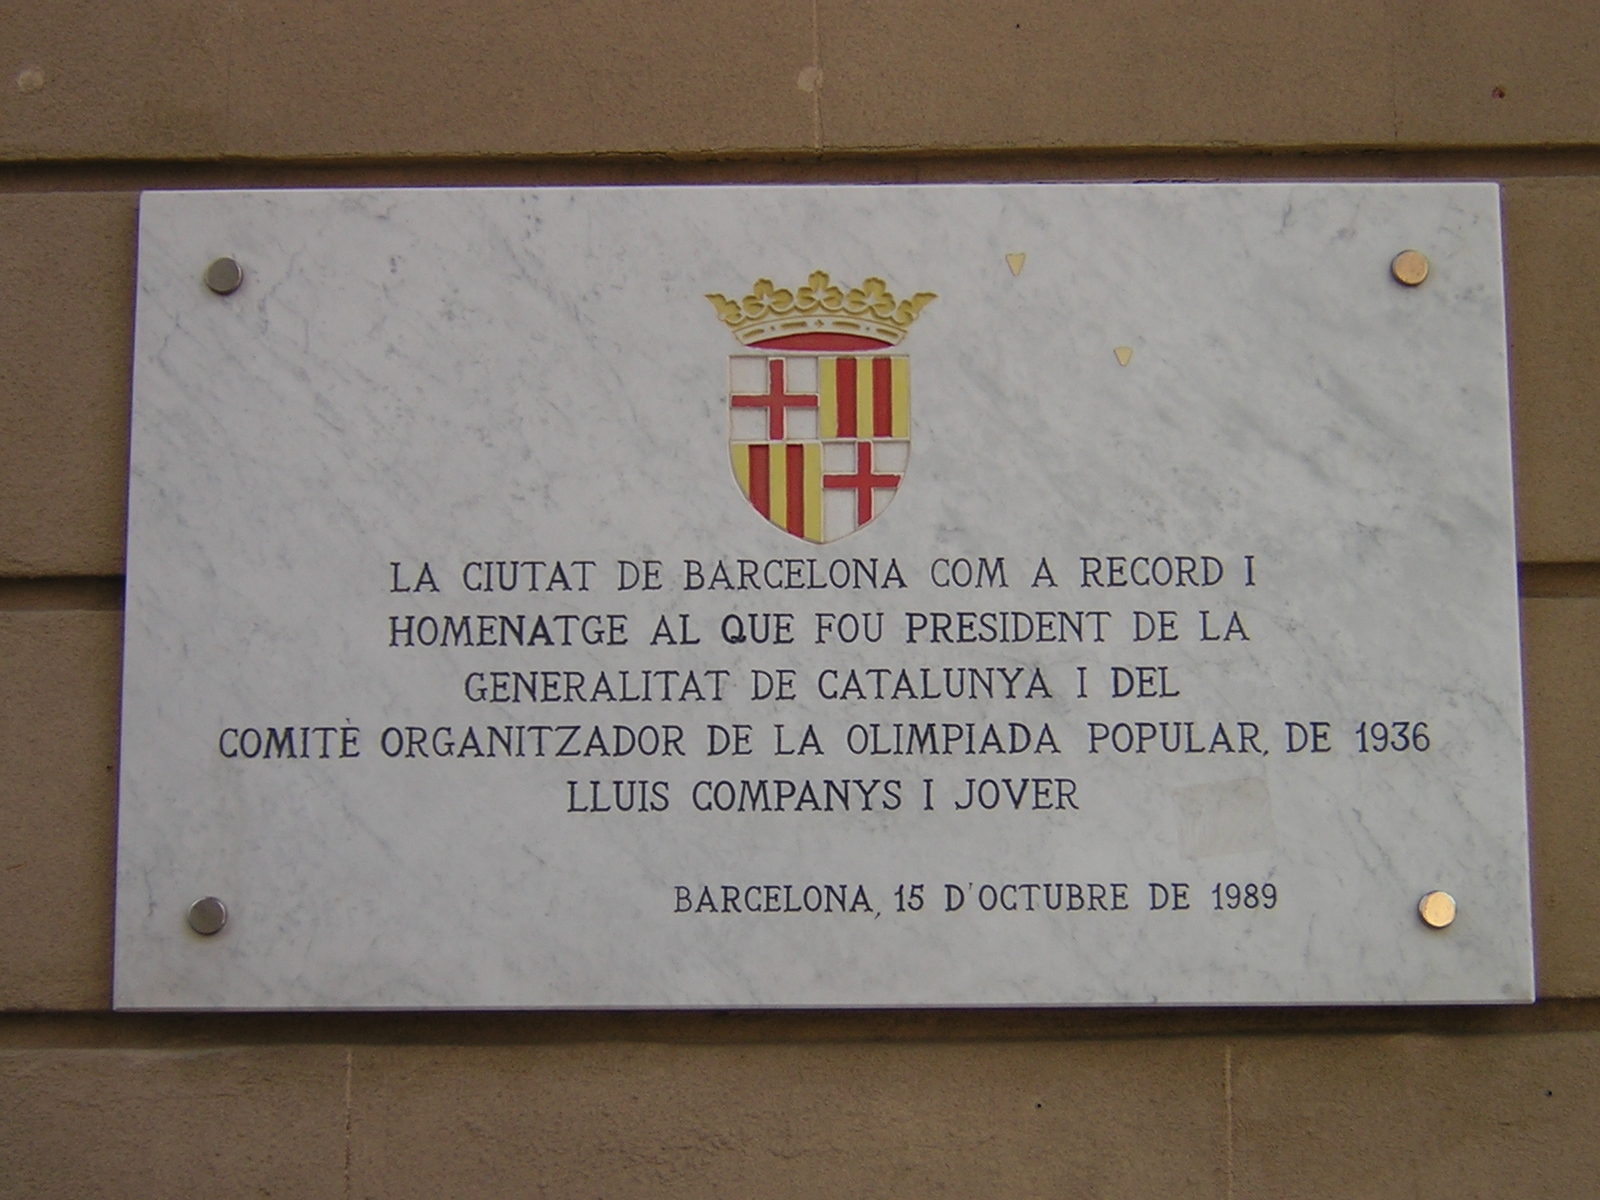 LA CIUTAT DE BARCELONA COM A RECORD I
HOMENATGE AL QUE FOU PRESIDENT DE LA
GENERALITAT DE CATALUNYA I DEL
COMITÈ ORGANITZADOR DE LA OLIMPIADA POPULAR, DE 1936
LLUIS COMPANYS I JOVER
BARCELONA, 15 D'OCTUBRE DE 1989